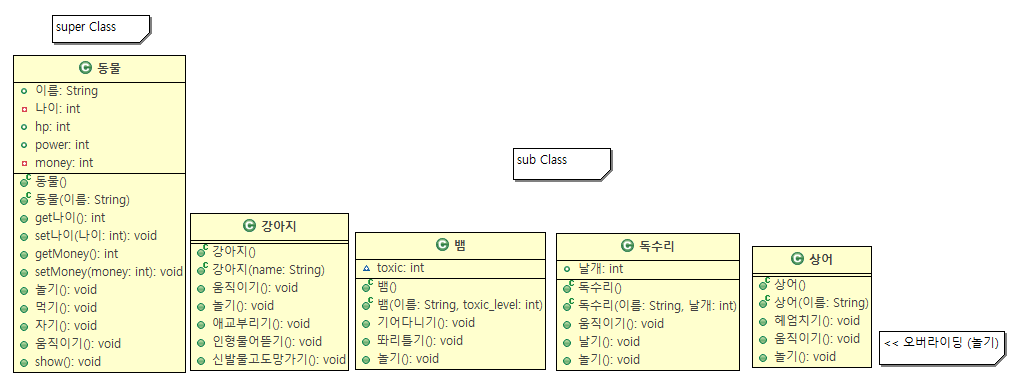 super Class
동물
이름: String
나이: int
hp: int
power: int
money: int
동물()
동물(이름: String)
get나이(): int
set나이(나이: int): void
getMoney(): int
setMoney(money: int): void
놀기(): void
먹기(): void
자기(): void
움직이기(): void
show(): void
sub Class
강아지
강아지()
강아지(name: String)
움직이기(): void
놀기(): void
애교부리기(): void
인형물어뜯기(): void
신발물고도망가기(): void
뱀
toxic: int
뱀()
뱀(이름: String, toxic_level: int)
기어다니기(): void
똬리틀기(): void
놀기(): void
독수리
날개: int
독수리()
독수리(이름: String, 날개: int)
움직이기(): void
날기(): void
놀기(): void
상어
상어()
상어(이름: String)
헤엄치기(): void
움직이기(): void
놀기(): void
<< 오버라이딩 (놀기)